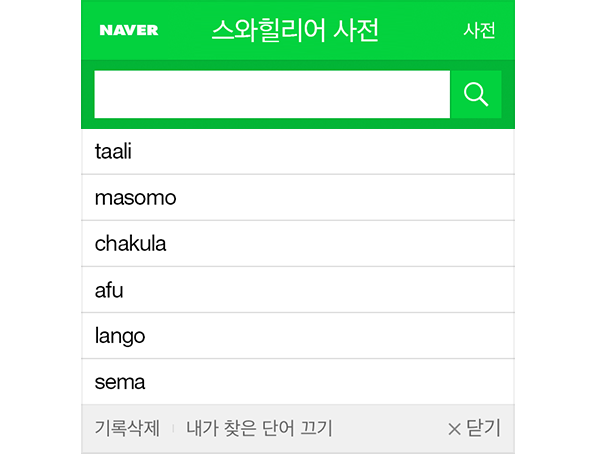 NAVER 스와힐리어 사전 사전
taali
masomo
chakula
afu
lango
sema
기록삭제 내가 찾은 단어 끄기 × 닫기